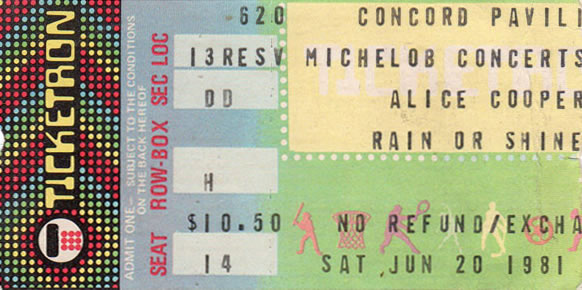 TICKETRON
ADMIT ONE— SUBJECT TO THE CONDITIONS
ON THE BACK HEREOF
SEAT ROW-BOX SEC LOC
620
13RESV
DD
H
$10.50
14
CONCORD PAVIL
MICHELOB CONCERTS
ALICE COOPER
RAIN OR SHINE
NO REFUND/EXCHA
SAT JUN 20 1981